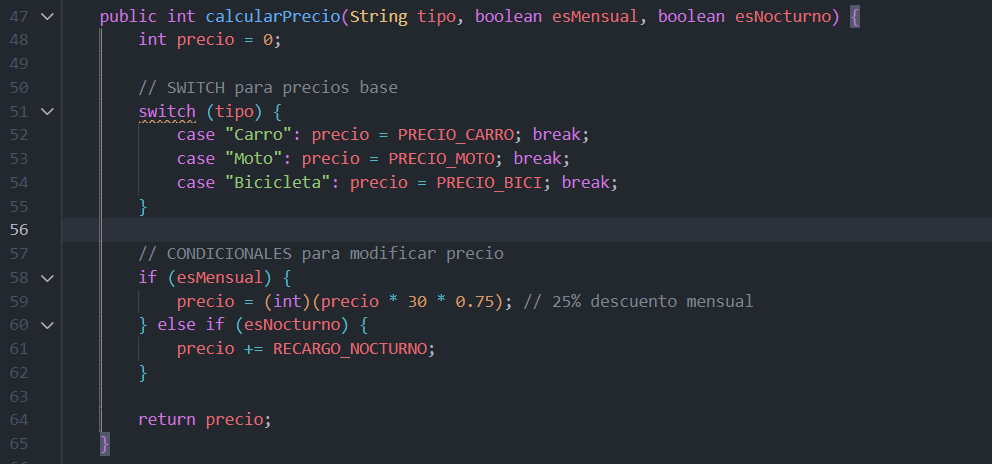 47 public int calcularPrecio(String tipo, boolean esMensual, boolean esNocturno) {
48 int precio = 0;
49
50 // SWITCH para precios base
51 switch (tipo) {
52 case "Carro": precio = PRECIO_CARRO; break;
53 case "Moto": precio = PRECIO_MOTO; break;
54 case "Bicicleta": precio = PRECIO_BICI; break;
55 }
56
57 // CONDICIONALES para modificar precio
58 if (esMensual) {
59 precio = (int)(precio * 30 * 0.75); // 25% descuento mensual
60 } else if (esNocturno) {
61 precio += RECARGO_NOCTURNO;
62 }
63
64 return precio;
65 }